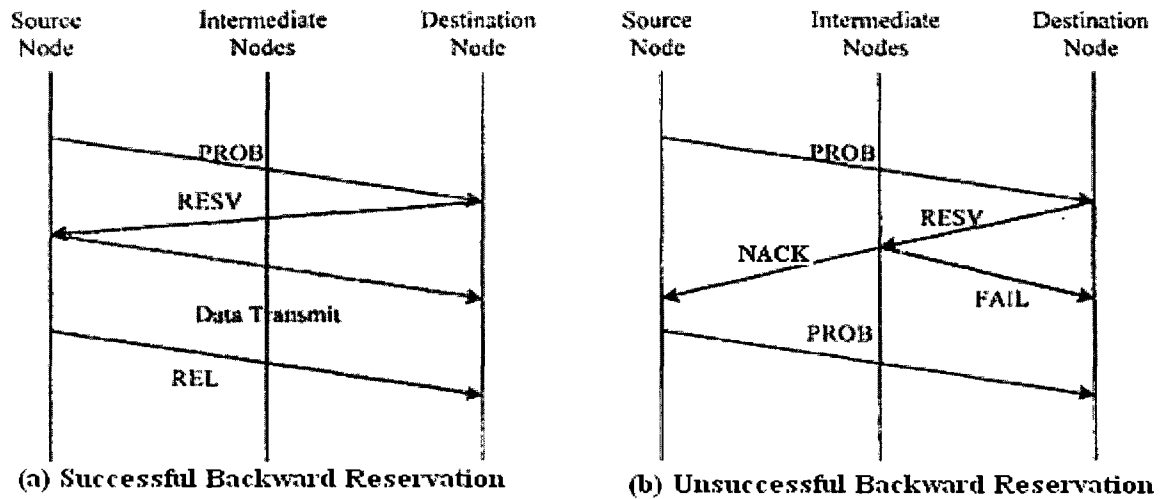 Source
Node
Intermediate
Nodes
Destination
Node
PROB
RESV
Data Transmit
REL
(a) Successful Backward Reservation
Source
Node
Intermediate
Nodes
Destination
Node
PROB
RESV
NACK
FAIL
PROB
(b) Unsuccessful Backward Reservation